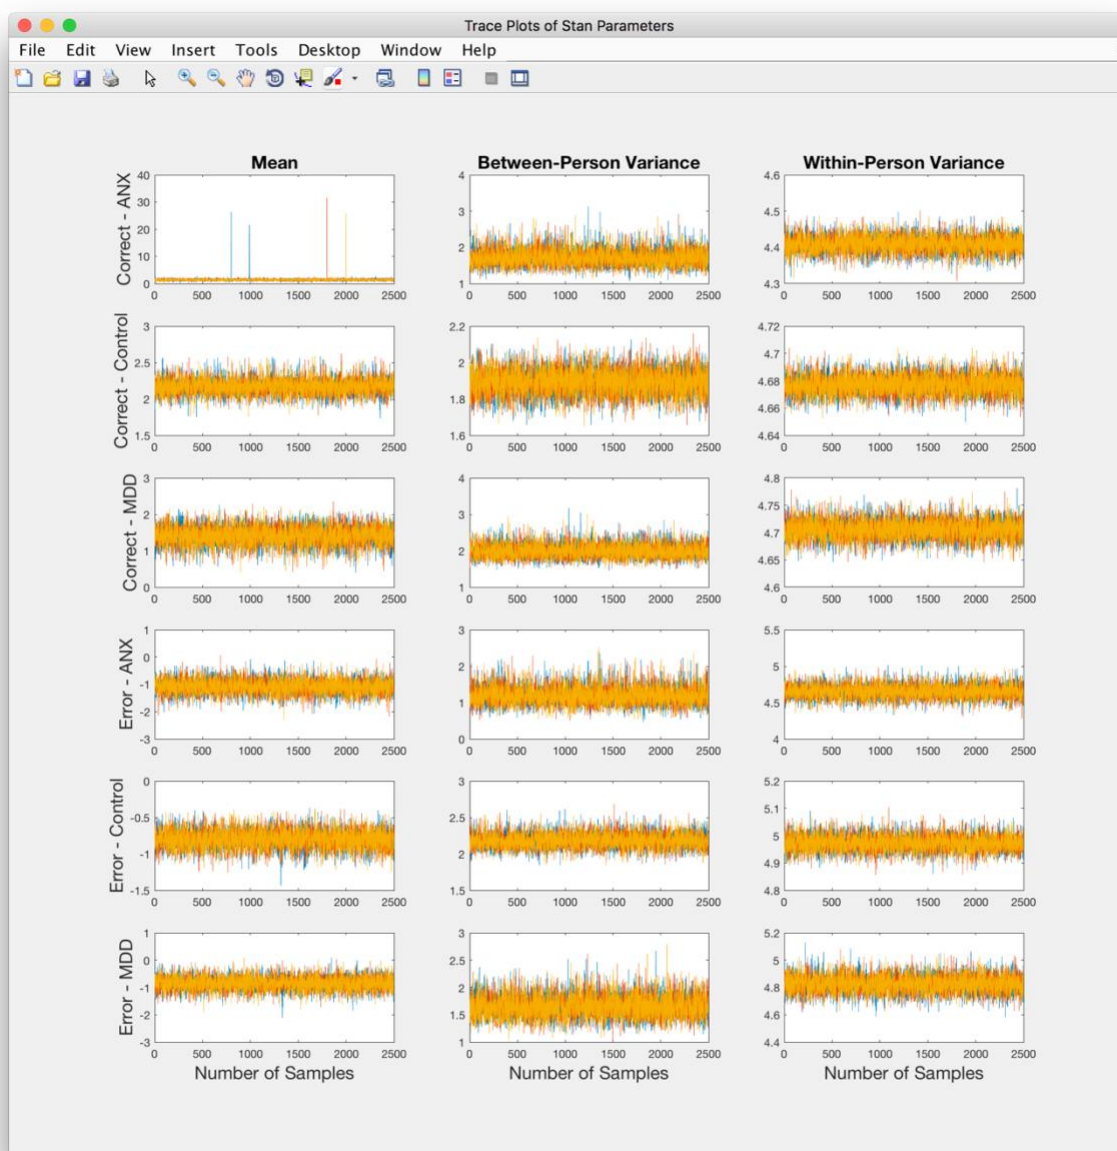 Trace Plots of Stan Parameters
File Edit View Insert Tools Desktop Window Help
Mean
Between-Person Variance
Within-Person Variance
Correct - ANX
40
30
20
10
0
0 500 1000 1500 2000 2500
4
3
2
1
0 500 1000 1500 2000 2500
4.6
4.5
4.4
4.3
0 500 1000 1500 2000 2500
Correct - Control
3
2.5
2
1.5
0 500 1000 1500 2000 2500
2.2
2
1.8
1.6
0 500 1000 1500 2000 2500
4.72
4.7
4.68
4.66
4.64
0 500 1000 1500 2000 2500
Correct - MDD
3
2
1
0
0 500 1000 1500 2000 2500
4
3
2
1
0 500 1000 1500 2000 2500
4.8
4.75
4.7
4.65
4.6
0 500 1000 1500 2000 2500
Error - ANX
1
0
-1
-2
-3
0 500 1000 1500 2000 2500
3
2
1
0
0 500 1000 1500 2000 2500
5.5
5
4.5
4
0 500 1000 1500 2000 2500
Error - Control
0
-0.5
-1
-1.5
0 500 1000 1500 2000 2500
3
2.5
2
1.5
0 500 1000 1500 2000 2500
5.2
5.1
5
4.9
4.8
0 500 1000 1500 2000 2500
Error - MDD
1
0
-1
-2
-3
0 500 1000 1500 2000 2500
Number of Samples
3
2.5
2
1.5
1
0 500 1000 1500 2000 2500
Number of Samples
5.2
5
4.8
4.6
4.4
0 500 1000 1500 2000 2500
Number of Samples